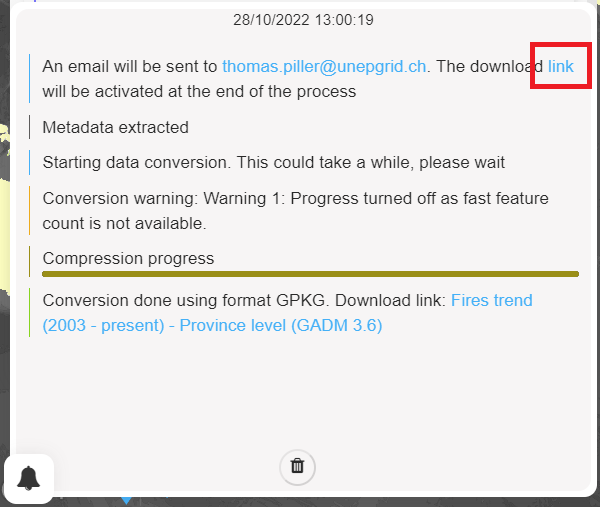 28/10/2022 13:00:19
An email will be sent to thomas.piller@unepgrid.ch. The download link
will be activated at the end of the process
Metadata extracted
Starting data conversion. This could take a while, please wait
Conversion warning: Warning 1: Progress turned off as fast feature
count is not available.
Compression progress
Conversion done using format GPKG. Download link: Fires trend
(2003 - present) - Province level (GADM 3.6)